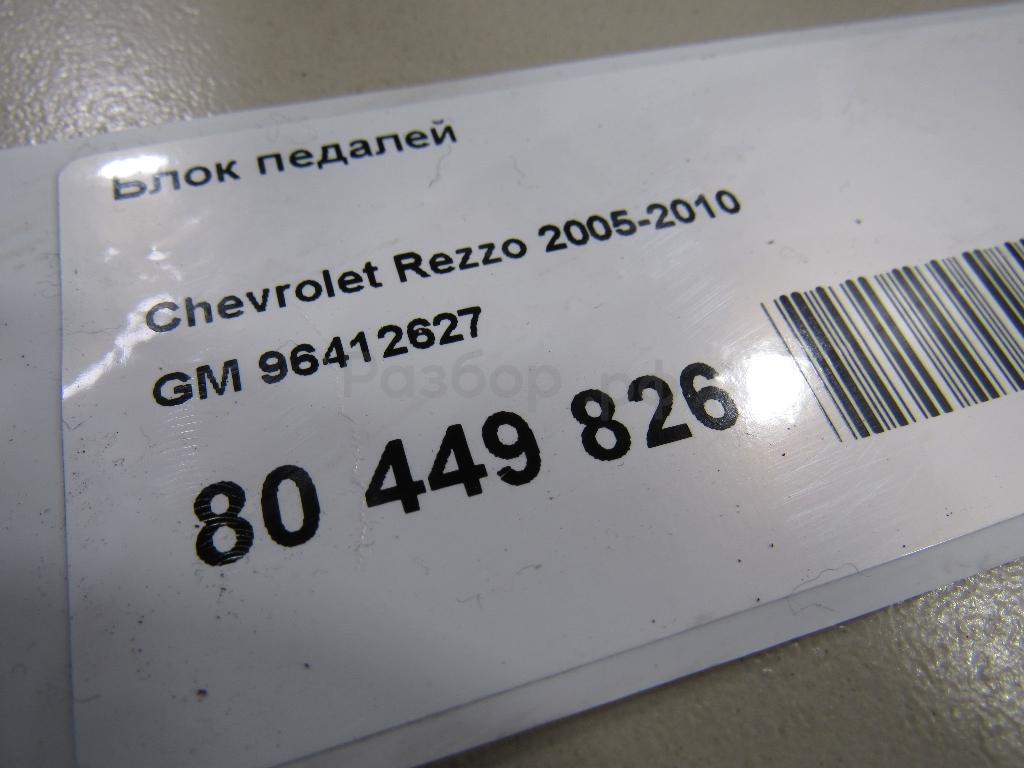 Блок педалей
Chevrolet Rezzo 2005-2010
GM 96412627
80 449 826